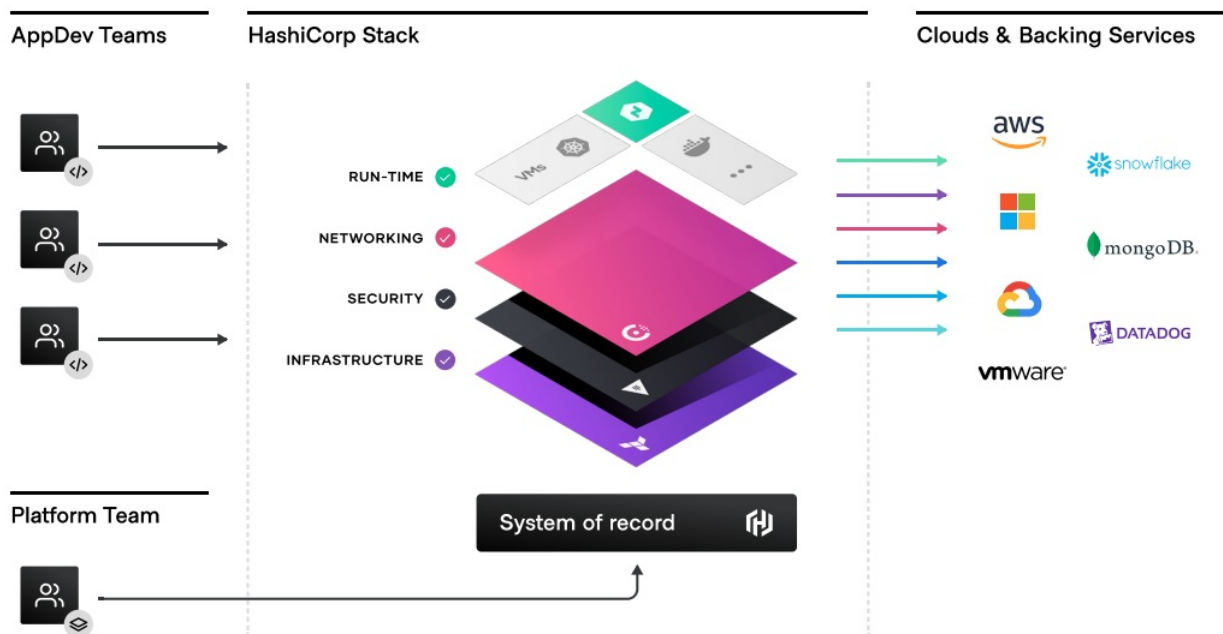 AppDev Teams
HashiCorp Stack
Clouds & Backing Services
</>
</>
</>
VMs
...
RUN-TIME
NETWORKING
SECURITY
INFRASTRUCTURE
aws
snowflake
mongoDB.
DATADOG
vmware®
Platform Team
System of record